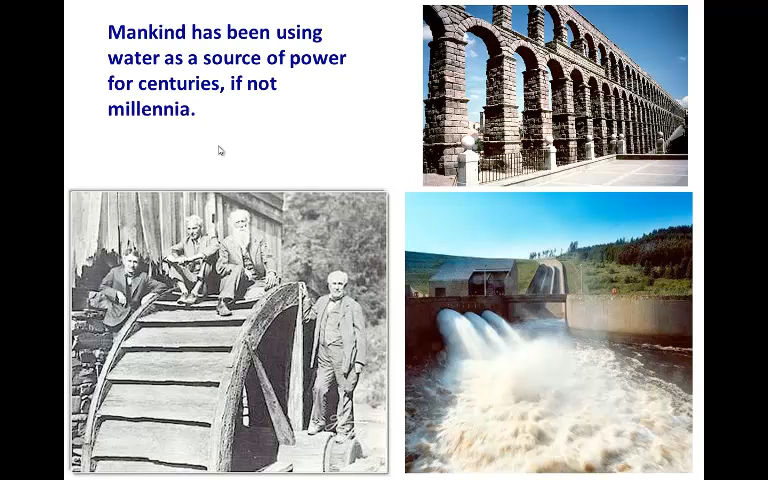 Mankind has been using
water as a source of power
for centuries, if not
millennia.